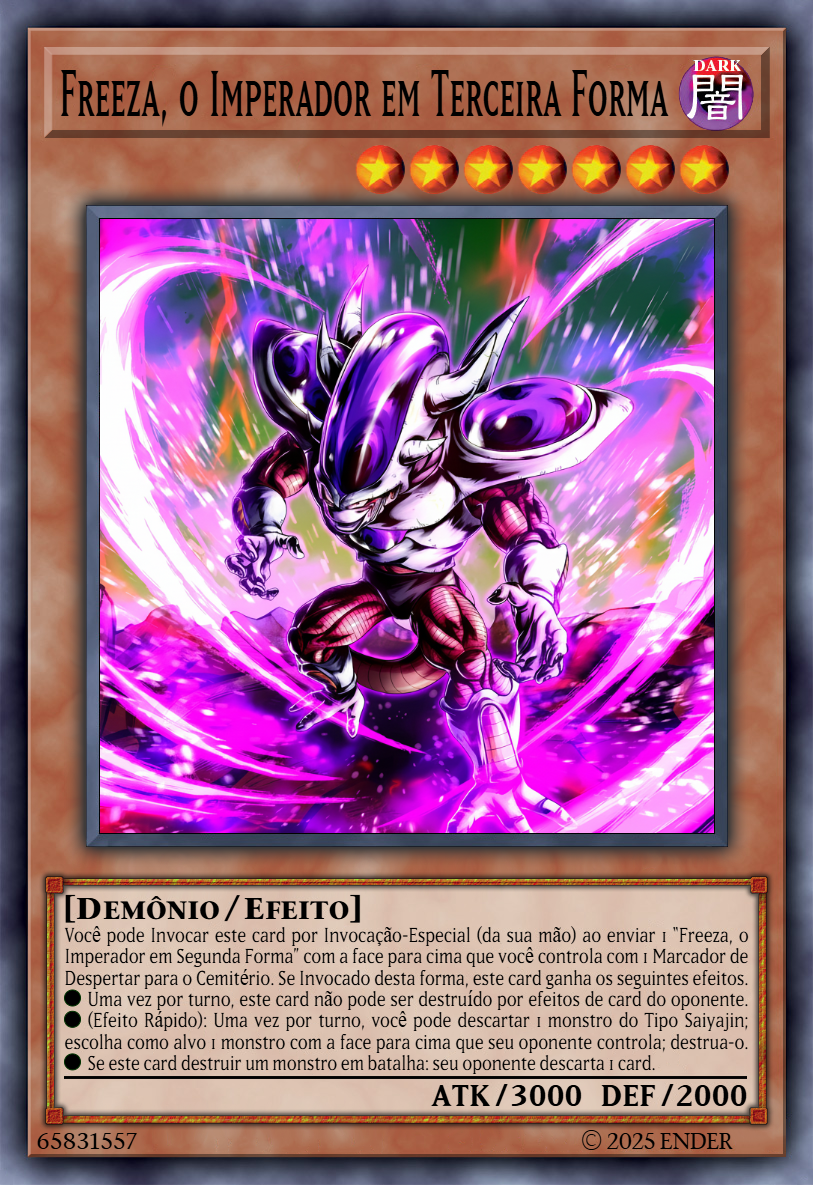 Freeza, o Imperador em Terceira Forma
DARK
闇
[Demônio / Efeito]
Você pode Invocar este card por Invocação-Especial (da sua mão) ao enviar 1 "Freeza, o
Imperador em Segunda Forma" com a face para cima que você controla com 1 Marcador de
Despertar para o Cemitério. Se Invocado desta forma, este card ganha os seguintes efeitos.
● Uma vez por turno, este card não pode ser destruído por efeitos de card do oponente.
● (Efeito Rápido): Uma vez por turno, você pode descartar 1 monstro do Tipo Saiyajin;
escolha como alvo 1 monstro com a face para cima que seu oponente controla; destrua-o.
● Se este card destruir um monstro em batalha: seu oponente descarta 1 card.
ATK/3000 DEF/2000
65831557
© 2025 ENDER